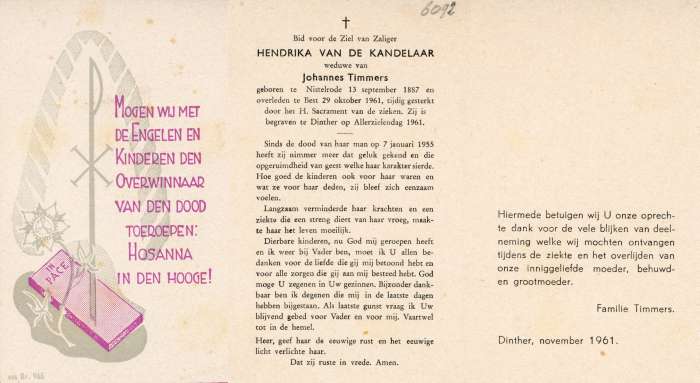 6092
MOGEN WIJ MET
DE ENGELEN EN
KINDEREN DEN
OVERWINNAAR
VAN DEN DOOD
TOEROEPEN:
HOSANNA
IN DEN HOOGE!
IN
PACE
Bid voor de Ziel van Zaliger
HENDRIKA VAN DE KANDELAAR
weduwe van
Johannes Timmers
geboren te Nistelrode 13 september 1887 en
overleden te Best 29 oktober 1961, tijdig gesterkt
door het H. Sacrament van de zieken. Zij is
begraven te Dinther op Allerzielendag 1961.
Sinds de dood van haar man op 7 januari 1955
heeft zij nimmer meer dat geluk gekend en die
opgeruimdheid van geest welke haar karakter sierde.
Hoe goed de kinderen ook voor haar waren en
wat ze voor haar deden, zij bleef zich eenzaam
voelen.
Langzaam verminderde haar krachten en een
ziekte die een streng dieet van haar vroeg, maak-
te haar het leven moeilijk.
Dierbare kinderen, nu God mij geroepen heeft en
ik weer bij Vader ben, moet ik U allen be-
danken voor de liefde die gij mij betoond hebt en
voor alle zorgen die gij aan mij besteed hebt. God
moge U zegenen in Uw gezinnen. Bijzonder dank-
baar ben ik degenen die mij in de laatste dagen
hebben bijgestaan. Als laatste gunst vraag ik Uw
blijvend gebed voor Vader en voor mij. Vaartwel
tot in de hemel.
Heer, geef haar de eeuwige rust en het eeuwige
licht verlichte haar.
Dat zij ruste in vrede. Amen.
Hiermede betuigen wij U onze oprech-
te dank voor de vele blijken van deel-
neming welke wij mochten ontvangen
tijdens de ziekte en het overlijden van
onze inniggeliefde moeder, behuwd-
en grootmoeder.
Familie Timmers.
Dinther, november 1961.